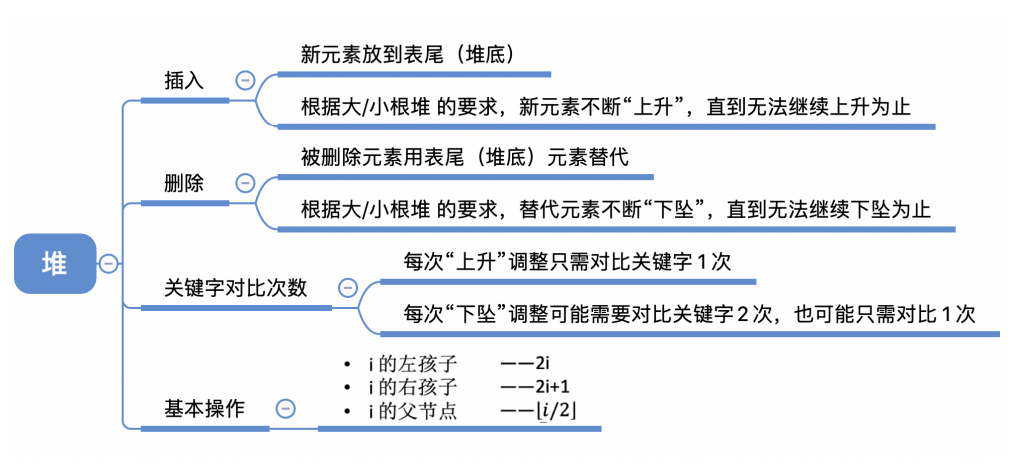 堆
插入
新元素放到表尾（堆底）
根据大/小根堆 的要求，新元素不断“上升”，直到无法继续上升为止
删除
被删除元素用表尾（堆底）元素替代
根据大/小根堆 的要求，替代元素不断“下坠”，直到无法继续下坠为止
关键字对比次数
每次“上升”调整只需对比关键字1次
每次“下坠”调整可能需要对比关键字2次，也可能只需对比1次
基本操作
• i 的左孩子 ——2i
• i 的右孩子 ——2i+1
• i 的父节点 ——⌊i/2⌋